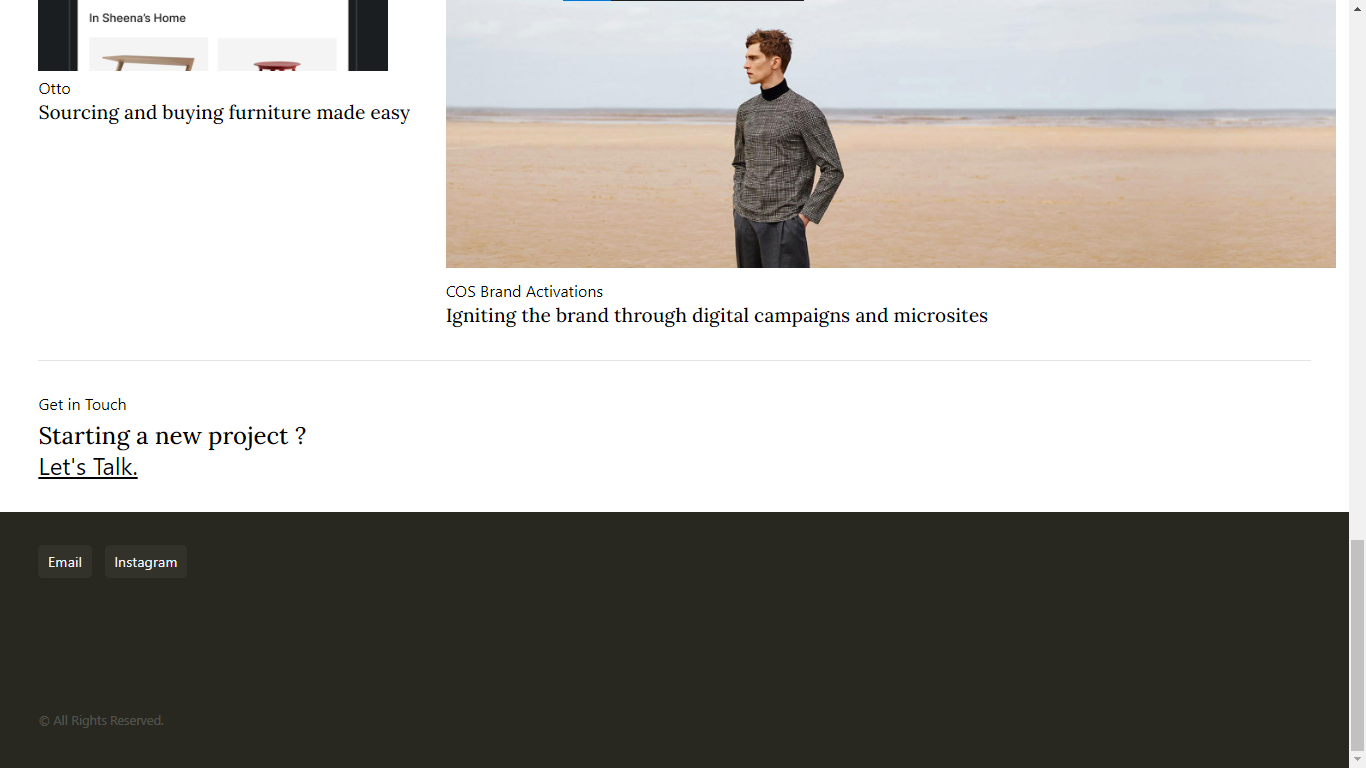 In Sheena’s Home
Otto
Sourcing and buying furniture made easy
COS Brand Activations
Igniting the brand through digital campaigns and microsites
Get in Touch
Starting a new project ?
Let's Talk.
Email
Instagram
© All Rights Reserved.